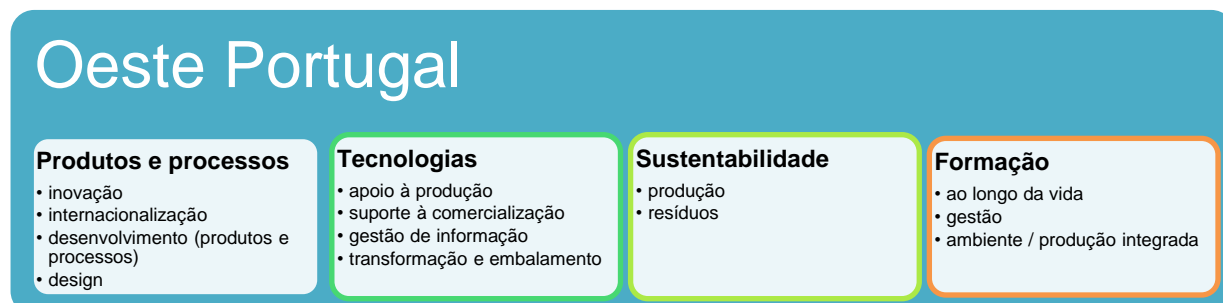 Oeste Portugal
Produtos e processos
• inovação
• internacionalização
• desenvolvimento (produtos e
processos)
• design
Tecnologias
• apoio à produção
• suporte à comercialização
• gestão de informação
• transformação e embalamento
Sustentabilidade
• produção
• resíduos
Formação
• ao longo da vida
• gestão
• ambiente / produção integrada